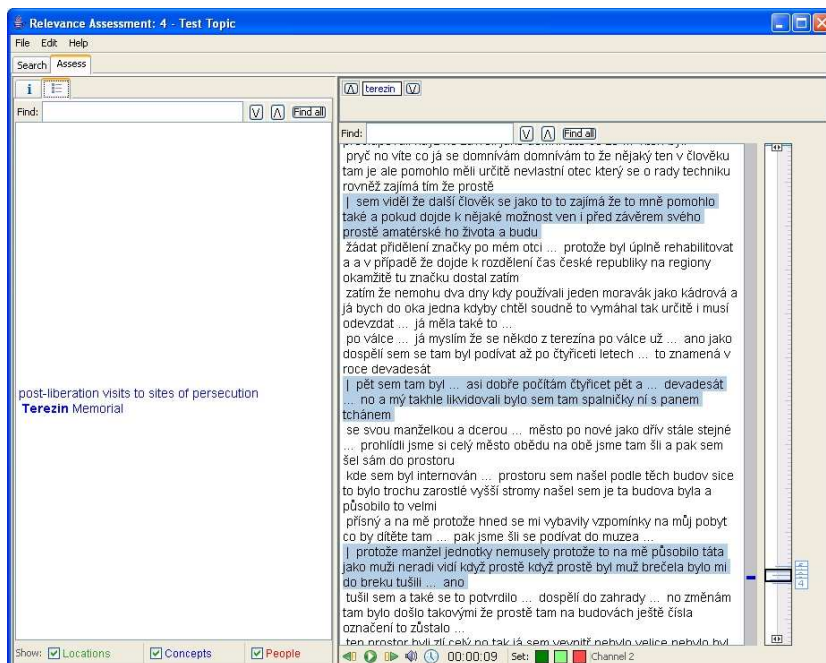 Relevance Assessment: 4 - Test Topic
File Edit Help
Search Assess
Find: Find all
post-liberation visits to sites of persecution
Terezin Memorial
Show: Locations Concepts People
terezin
Find: Find all
pryč no víte co já se domnívám domnívám to že nějaký ten v člověku
tam je ale pomohlo měli určitě nevlastní otec který se o rady techniku
rovněž zajímá tím že prostě
| sem viděl že další člověk se jako to to zajímá že to mně pomohlo
také a pokud dojde k nějaké možnost ven i před závěrem svého
prostě amatérské ho života a budu
žádat přidělení značky po mém otci ... protože byl úplně rehabilitovat
a a v případě že dojde k rozdělení čas české republiky na regiony
okamžitě tu značku dostal zatím
zatím že nemohu dva dny kdy používali jeden moravák jako kádrová a
já bych do oka jedna kdyby chtěl soudně to vymáhal tak určitě i musí
odevzdat ... já měla také to ...
po válce ... já myslím že se někdo z terezína po válce už ... ano jako
dospělí sem se tam byl podívat až po čtyřiceti letech ... to znamená v
roce devadesát
| pět sem tam byl ... asi dobře počítám čtyřicet pět a ... devadesát
... no a mý takhle likvidovali bylo sem tam spalničky ní s panem
tchánem
se svou manželkou a dcerou ... město po nové jako dřív stále stejné
... prohlídli jsme si celý město obědu na obě jsme tam šli a pak sem
šel sám do prostoru
kde sem byl internován ... prostoru sem našel podle těch budov sice
to bylo trochu zarostlé vyšší stromy našel sem je ta budova byla a
působilo to velmi
přísný a na mě protože hned se mi vybavily vzpomínky na můj pobyt
co by dítěte tam ... pak jsme šli se podívat do muzea ...
| protože manžel jednotky nemusely protože to na mě působilo táta
jako muži neradi vidí když prostě když prostě byl muž brečela bylo mi
do breku tušili ... ano
tušil sem a také se to potvrdilo ... dospělí do zahrady ... no změnám
tam bylo došlo takovými že prostě tam na budovách ještě čísla
označení to zůstalo ...
00:00:09 Set: Channel 2